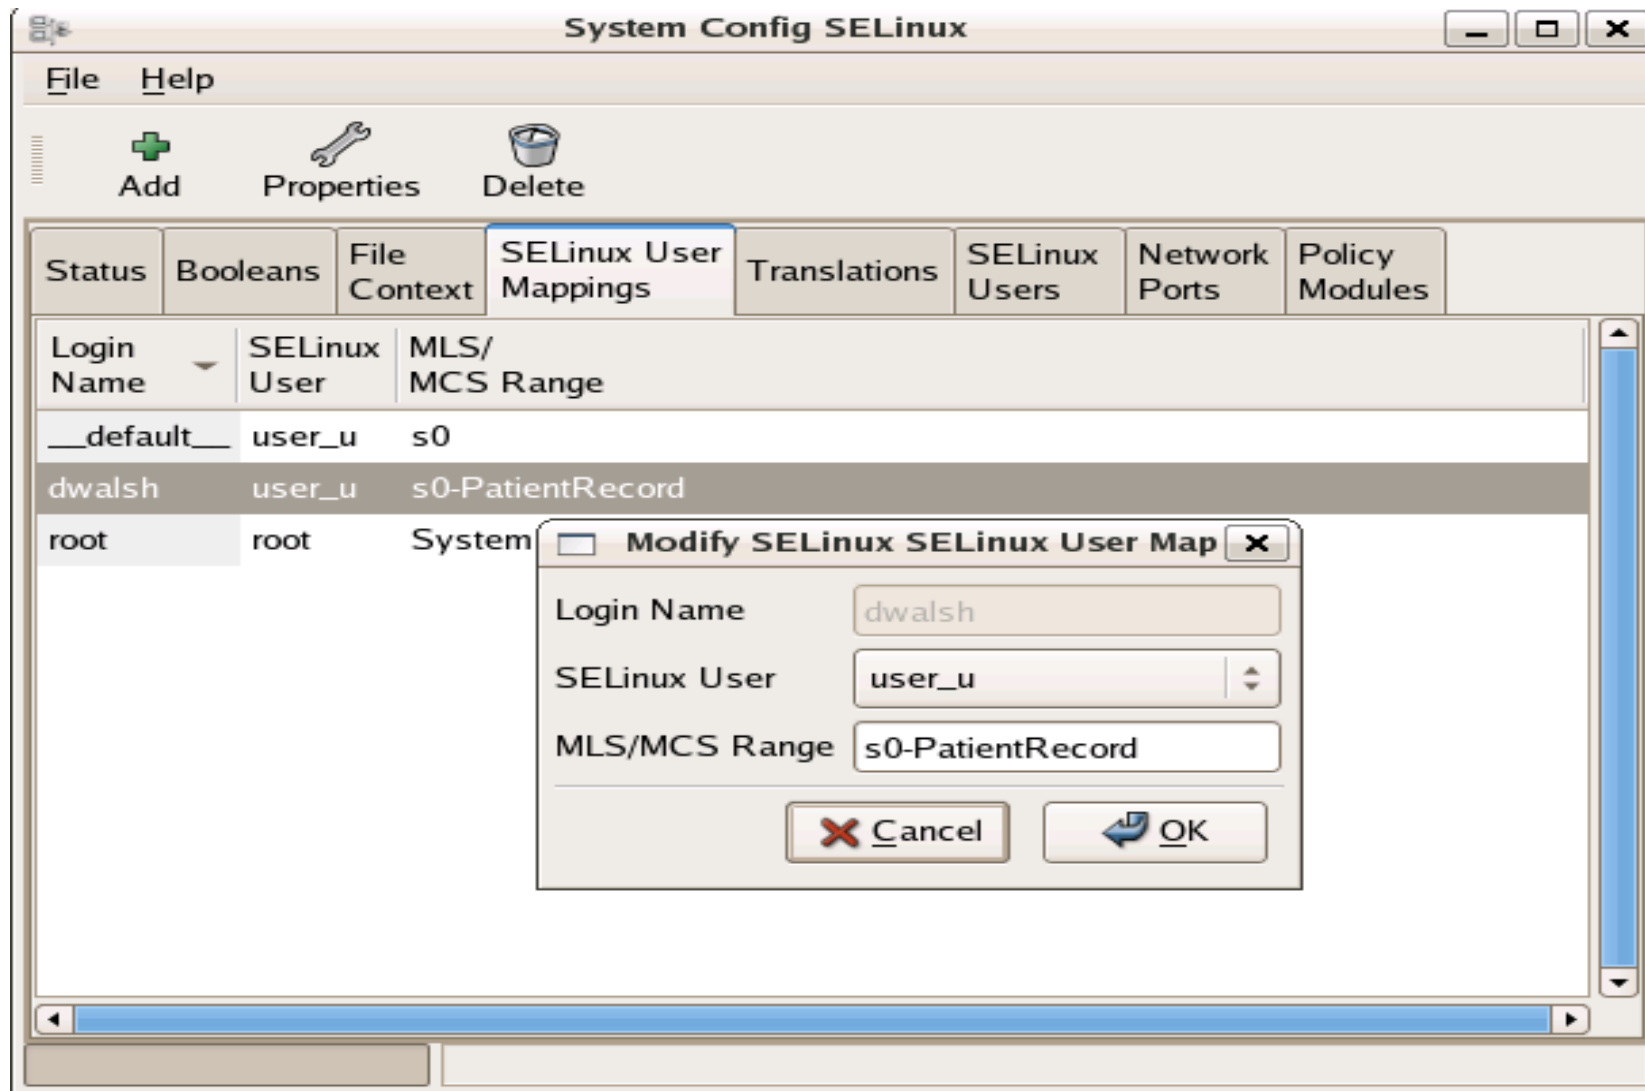 System Config SELinux
File Help
Add Properties Delete
Status Booleans File Context SELinux User Mappings Translations SELinux Users Network Ports Policy Modules
Login Name SELinux User MLS/ MCS Range
__default__ user_u s0
dwalsh user_u s0-PatientRecord
root root System
Modify SELinux SELinux User Map
Login Name dwalsh
SELinux User user_u
MLS/MCS Range s0-PatientRecord
Cancel OK